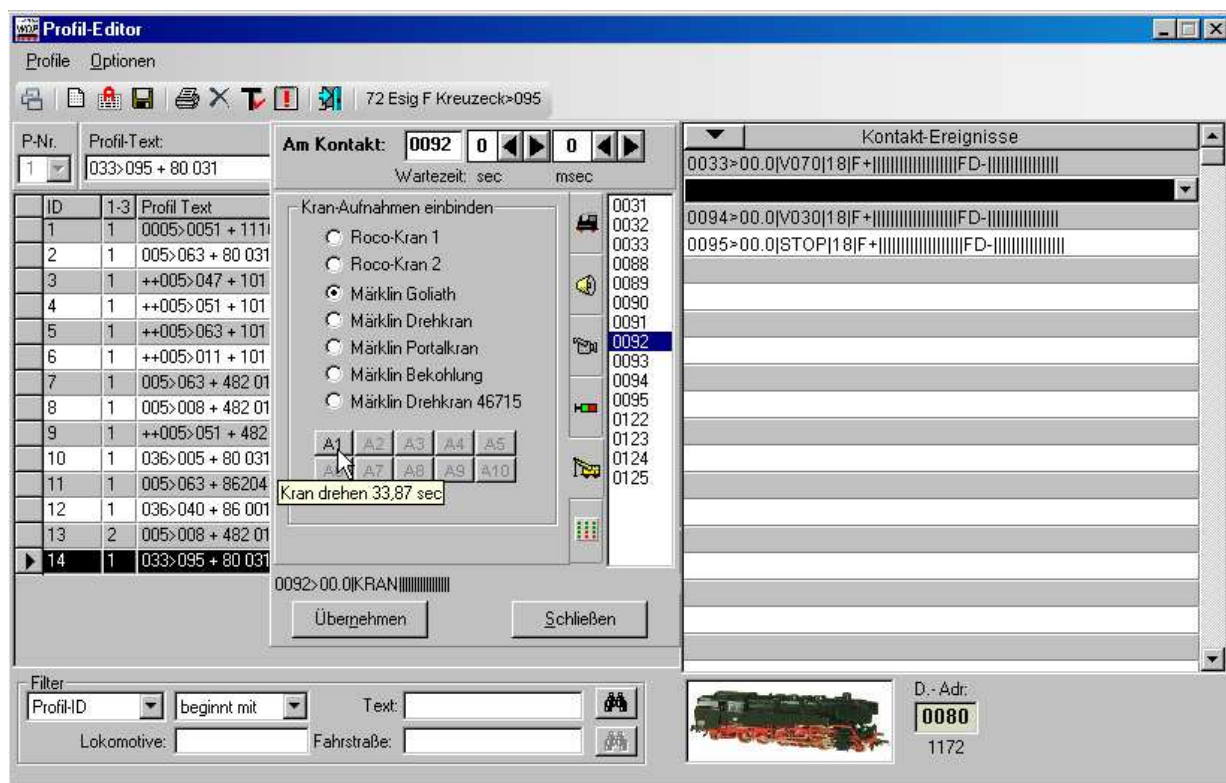 WDP Profil-Editor
Profile Optionen
72 Esig F Kreuzeck>095
P-Nr. Profil-Text:
1 033>095 + 80 031
ID 1-3 Profil Text
1 1 0005>0051 + 111
2 1 005>063 + 80 031
3 1 ++005>047 + 101
4 1 ++005>051 + 101
5 1 ++005>063 + 101
6 1 ++005>011 + 101
7 1 005>063 + 482 01
8 1 005>008 + 482 01
9 1 ++005>051 + 482
10 1 036>005 + 80 031
11 1 005>063 + 86204
12 1 036>040 + 86 001
13 2 005>008 + 482 01
14 1 033>095 + 80 031
Am Kontakt: 0092 0 0
Wartezeit: sec msec
Kran-Aufnahmen einbinden
Roco-Kran 1
Roco-Kran 2
Märklin Goliath
Märklin Drehkran
Märklin Portalkran
Märklin Bekohlung
Märklin Drehkran 46715
A1 A2 A3 A4 A5
A7 A8 A9 A10
Kran drehen 33,87 sec
0031
0032
0033
0088
0089
0090
0091
0092
0093
0094
0095
0122
0123
0124
0125
0092>00.0|KRAN|||||||||||||||
Übernehmen Schließen
Kontakt-Ereignisse
0033>00.0|V070|18|F+||||||||||||||||||FD-|||||||||||||||
0094>00.0|V030|18|F+||||||||||||||||||FD-|||||||||||||||
0095>00.0|STOP|18|F+||||||||||||||||||FD-|||||||||||||||
Filter
Profil-ID beginnt mit Text:
Lokomotive: Fahrstraße:
D.- Adr:
0080
1172